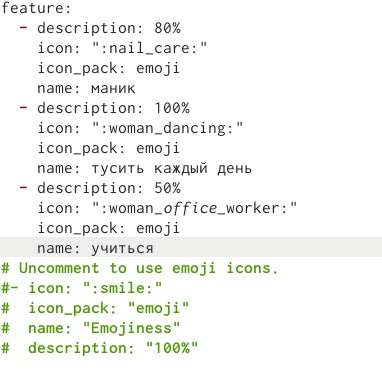 feature:
  - description: 80%
    icon: ":nail_care:"
    icon_pack: emoji
    name: маник
  - description: 100%
    icon: ":woman_dancing:"
    icon_pack: emoji
    name: тусить каждый день
  - description: 50%
    icon: ":woman_office_worker:"
    icon_pack: emoji
    name: учиться
# Uncomment to use emoji icons.
#- icon: ":smile:"
#  icon_pack: "emoji"
#  name: "Emojiness"
#  description: "100%"